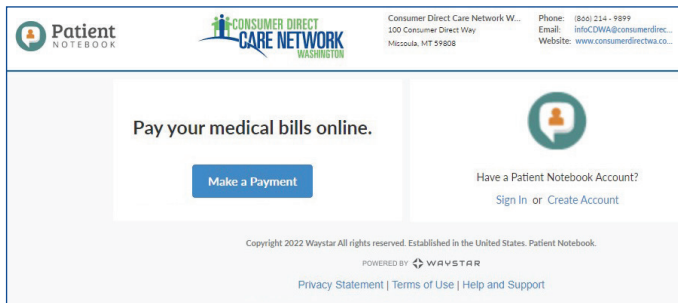 Patient
NOTEBOOK
CONSUMER DIRECT
CARE NETWORK
WASHINGTON
Consumer Direct Care Network W...
100 Consumer Direct Way
Missoula, MT 59808
Phone: (866) 214 - 9899
Email: infoCDWA@consumerdirec...
Website: www.consumerdirectwa.co...
Pay your medical bills online.
Make a Payment
Have a Patient Notebook Account?
Sign In or Create Account
Copyright 2022 Waystar All rights reserved. Established in the United States. Patient Notebook.
POWERED BY WAYSTAR
Privacy Statement | Terms of Use | Help and Support